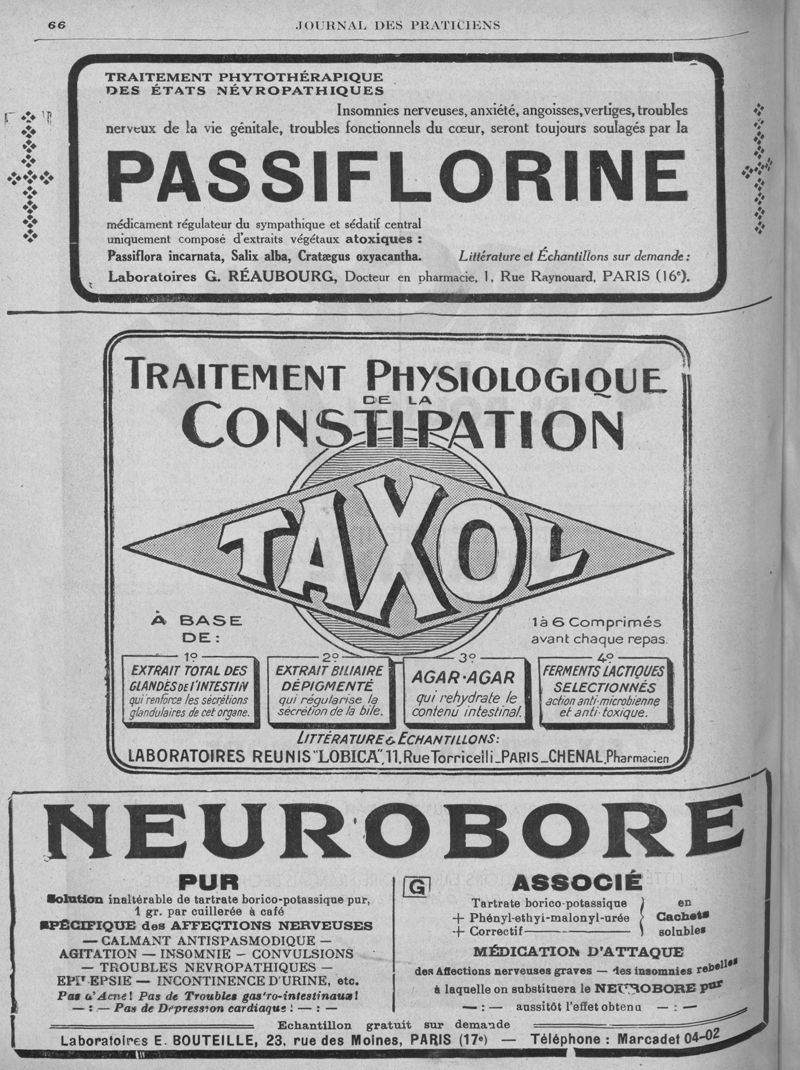 66 JOURNAL DES PRATICIENS
TRAITEMENT PHYTOTHÉRAPIQUE
DES ÉTATS NÉVROPATHIQUES
Insomnies nerveuses, anxiété, angoisses, vertiges, troubles
nerveux de la vie génitale, troubles fonctionnels du cœur, seront toujours soulagés par la
PASSIFLORINE
médicament régulateur du sympathique et sédatif central
uniquement composé d'extraits végétaux atoxiques :
Passiflora incarnata, Salix alba, Cratægus oxyacantha. Littérature et Échantillons sur demande :
Laboratoires G. RÉAUBOURG, Docteur en pharmacie, 1, Rue Raynouard, PARIS (16e).
TRAITEMENT PHYSIOLOGIQUE
DE LA
CONSTIPATION
TAXOL
À BASE
DE :
1 à 6 Comprimés
avant chaque repas.
1º
EXTRAIT TOTAL DES
GLANDES DE l'INTESTIN
qui renforce les sécrétions
glandulaires de cet organe.
2º
EXTRAIT BILIAIRE
DÉPIGMENTÉ
qui régularise la
sécrétion de la bile.
3º
AGAR-AGAR
qui rehydrate le
contenu intestinal.
4º
FERMENTS LACTIQUES
SELECTIONNÉS
action anti-microbienne
et anti-toxique.
LITTÉRATURE & ECHANTILLONS :
LABORATOIRES REUNIS "LOBICA", 11, Rue Torricelli _ PARIS _ CHENAL, Pharmacien
NEUROBORE
PUR
Solution inaltérable de tartrate borico-potassique pur,
1 gr. par cuillerée à café
SPÉCIFIQUE des AFFECTIONS NERVEUSES
— CALMANT ANTISPASMODIQUE —
AGITATION — INSOMNIE — CONVULSIONS
— TROUBLES NEVROPATHIQUES —
EPILEPSIE — INCONTINENCE D'URINE, etc.
Pas d'Acné ! Pas de Troubles gastro-intestinaux !
— : — Pas de Dépression cardiaque ! — : —
G
ASSOCIÉ
Tartrate borico-potassique
+ Phényl-éthyl-malonyl-urée
+ Correctif
en
Cachets
solubles
MÉDICATION D'ATTAQUE
des Affections nerveuses graves — des insomnies rebelles
à laquelle on substituera le NEUROBORE pur
— : — aussitôt l'effet obtenu — : —
Echantillon gratuit sur demande
Laboratoires E. BOUTEILLE, 23, rue des Moines, PARIS (17e) — Téléphone : Marcadet 04-02